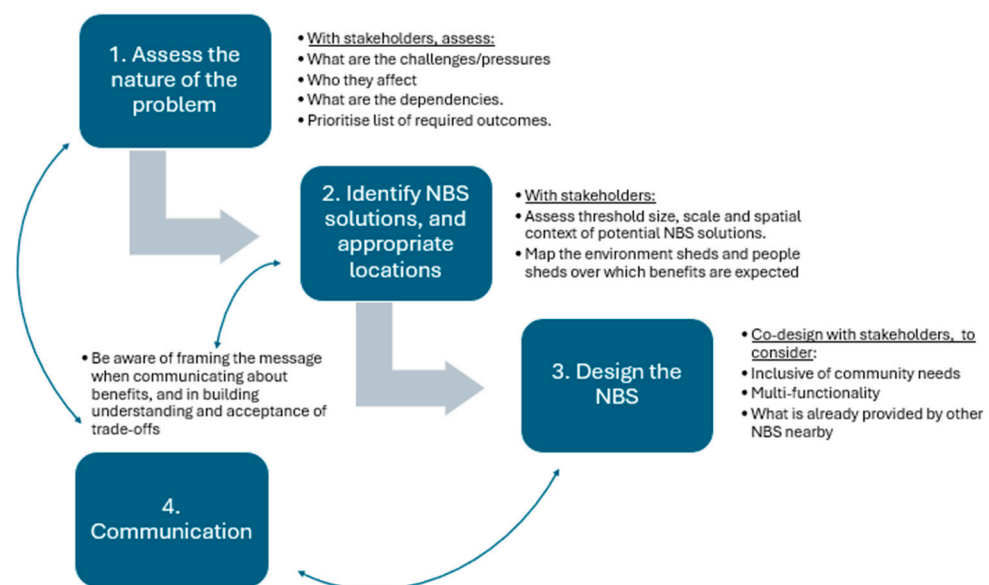 1. Assess the
nature of the
problem
• With stakeholders, assess:
• What are the challenges/pressures
• Who they affect
• What are the dependencies.
• Prioritise list of required outcomes.
2. Identify NBS
solutions, and
appropriate
locations
• With stakeholders:
• Assess threshold size, scale and spatial
context of potential NBS solutions.
• Map the environment sheds and people
sheds over which benefits are expected
3. Design the
NBS
• Co-design with stakeholders, to
consider:
• Inclusive of community needs
• Multi-functionality
• What is already provided by other
NBS nearby
• Be aware of framing the message
when communicating about
benefits, and in building
understanding and acceptance of
trade-offs
4.
Communication